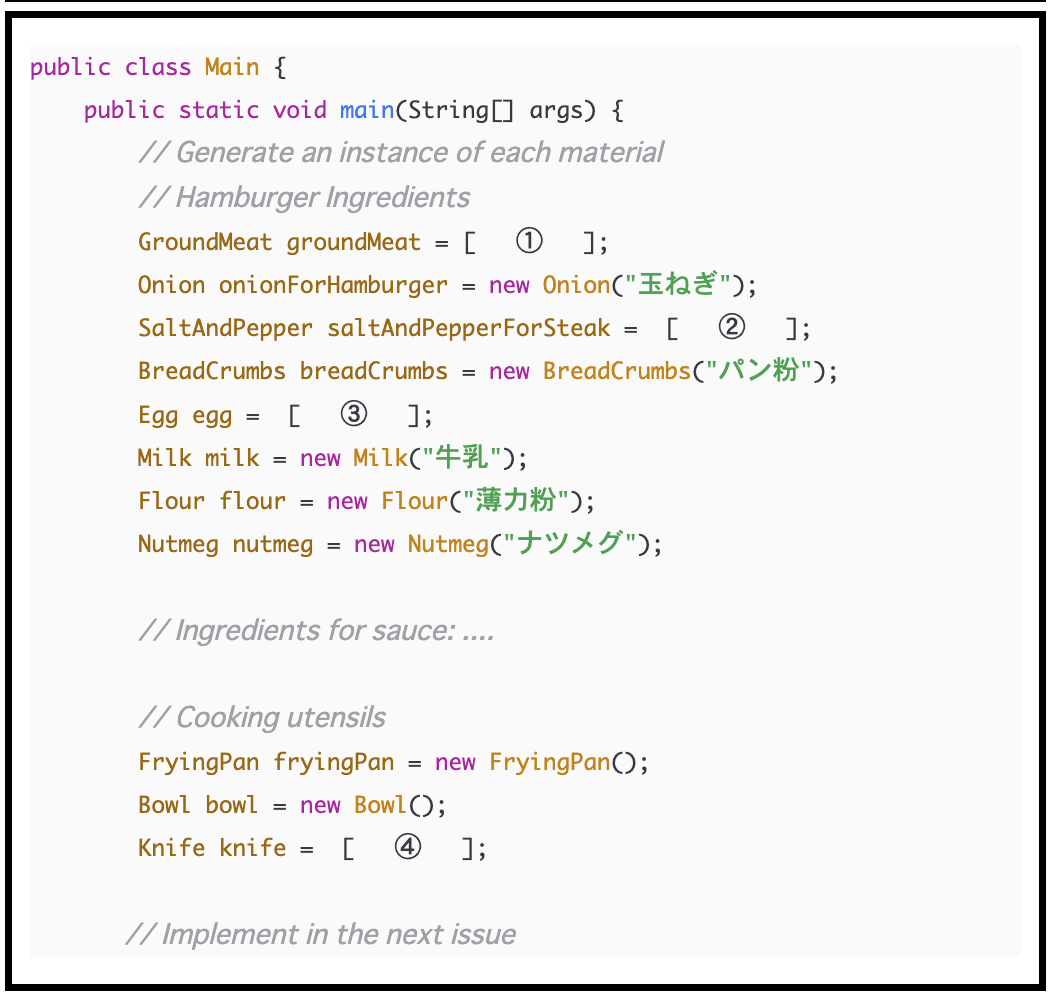 public class Main {
public static void main(String[] args) {
// Generate an instance of each material
// Hamburger Ingredients
GroundMeat groundMeat = [ ① ];
Onion onionForHamburger = new Onion("玉ねぎ");
SaltAndPepper saltAndPepperForSteak = [ ② ];
BreadCrumbs breadCrumbs = new BreadCrumbs("パン粉");
Egg egg = [ ③ ];
Milk milk = new Milk("牛乳");
Flour flour = new Flour("薄力粉");
Nutmeg nutmeg = new Nutmeg("ナツメグ");
// Ingredients for sauce: ....
// Cooking utensils
FryingPan fryingPan = new FryingPan();
Bowl bowl = new Bowl();
Knife knife = [ ④ ];
// Implement in the next issue